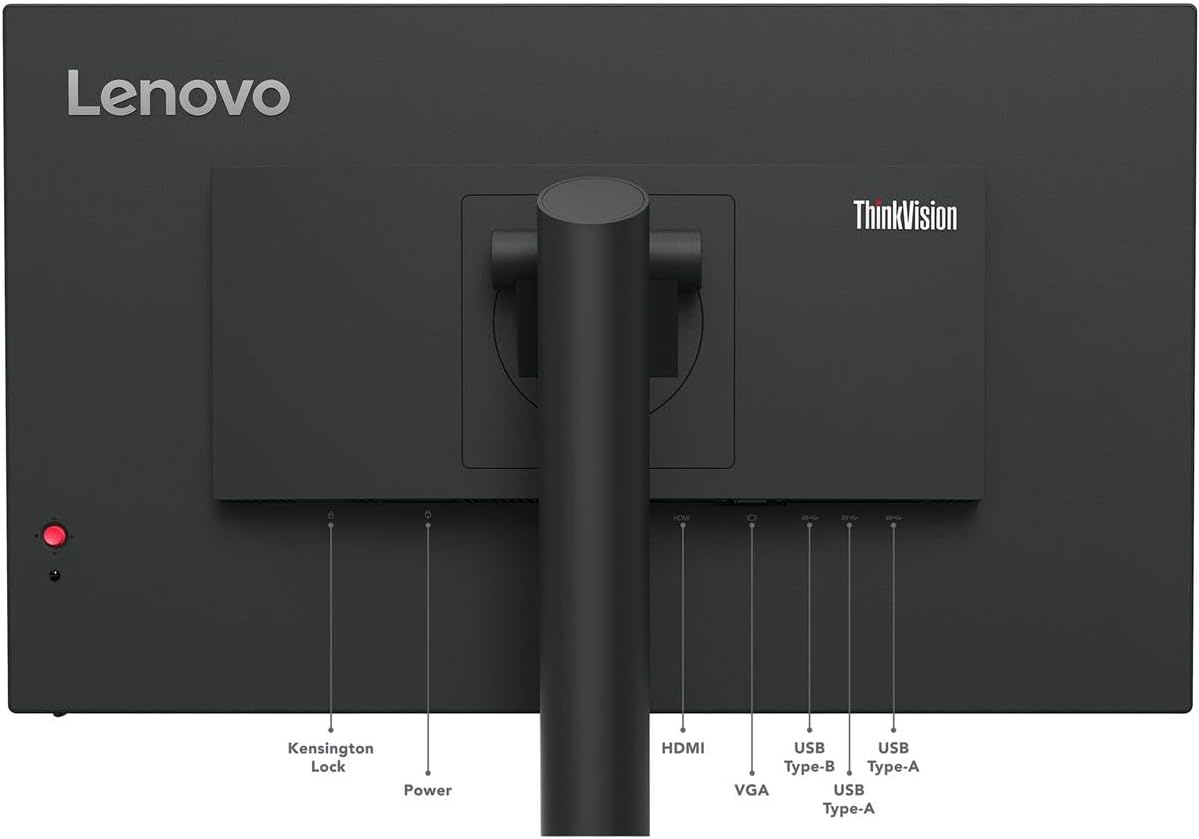 Lenovo
ThinkVision
HDMI
Kensington
Lock
Power
HDMI
VGA
USB
Type-B
USB
Type-A
USB
Type-A